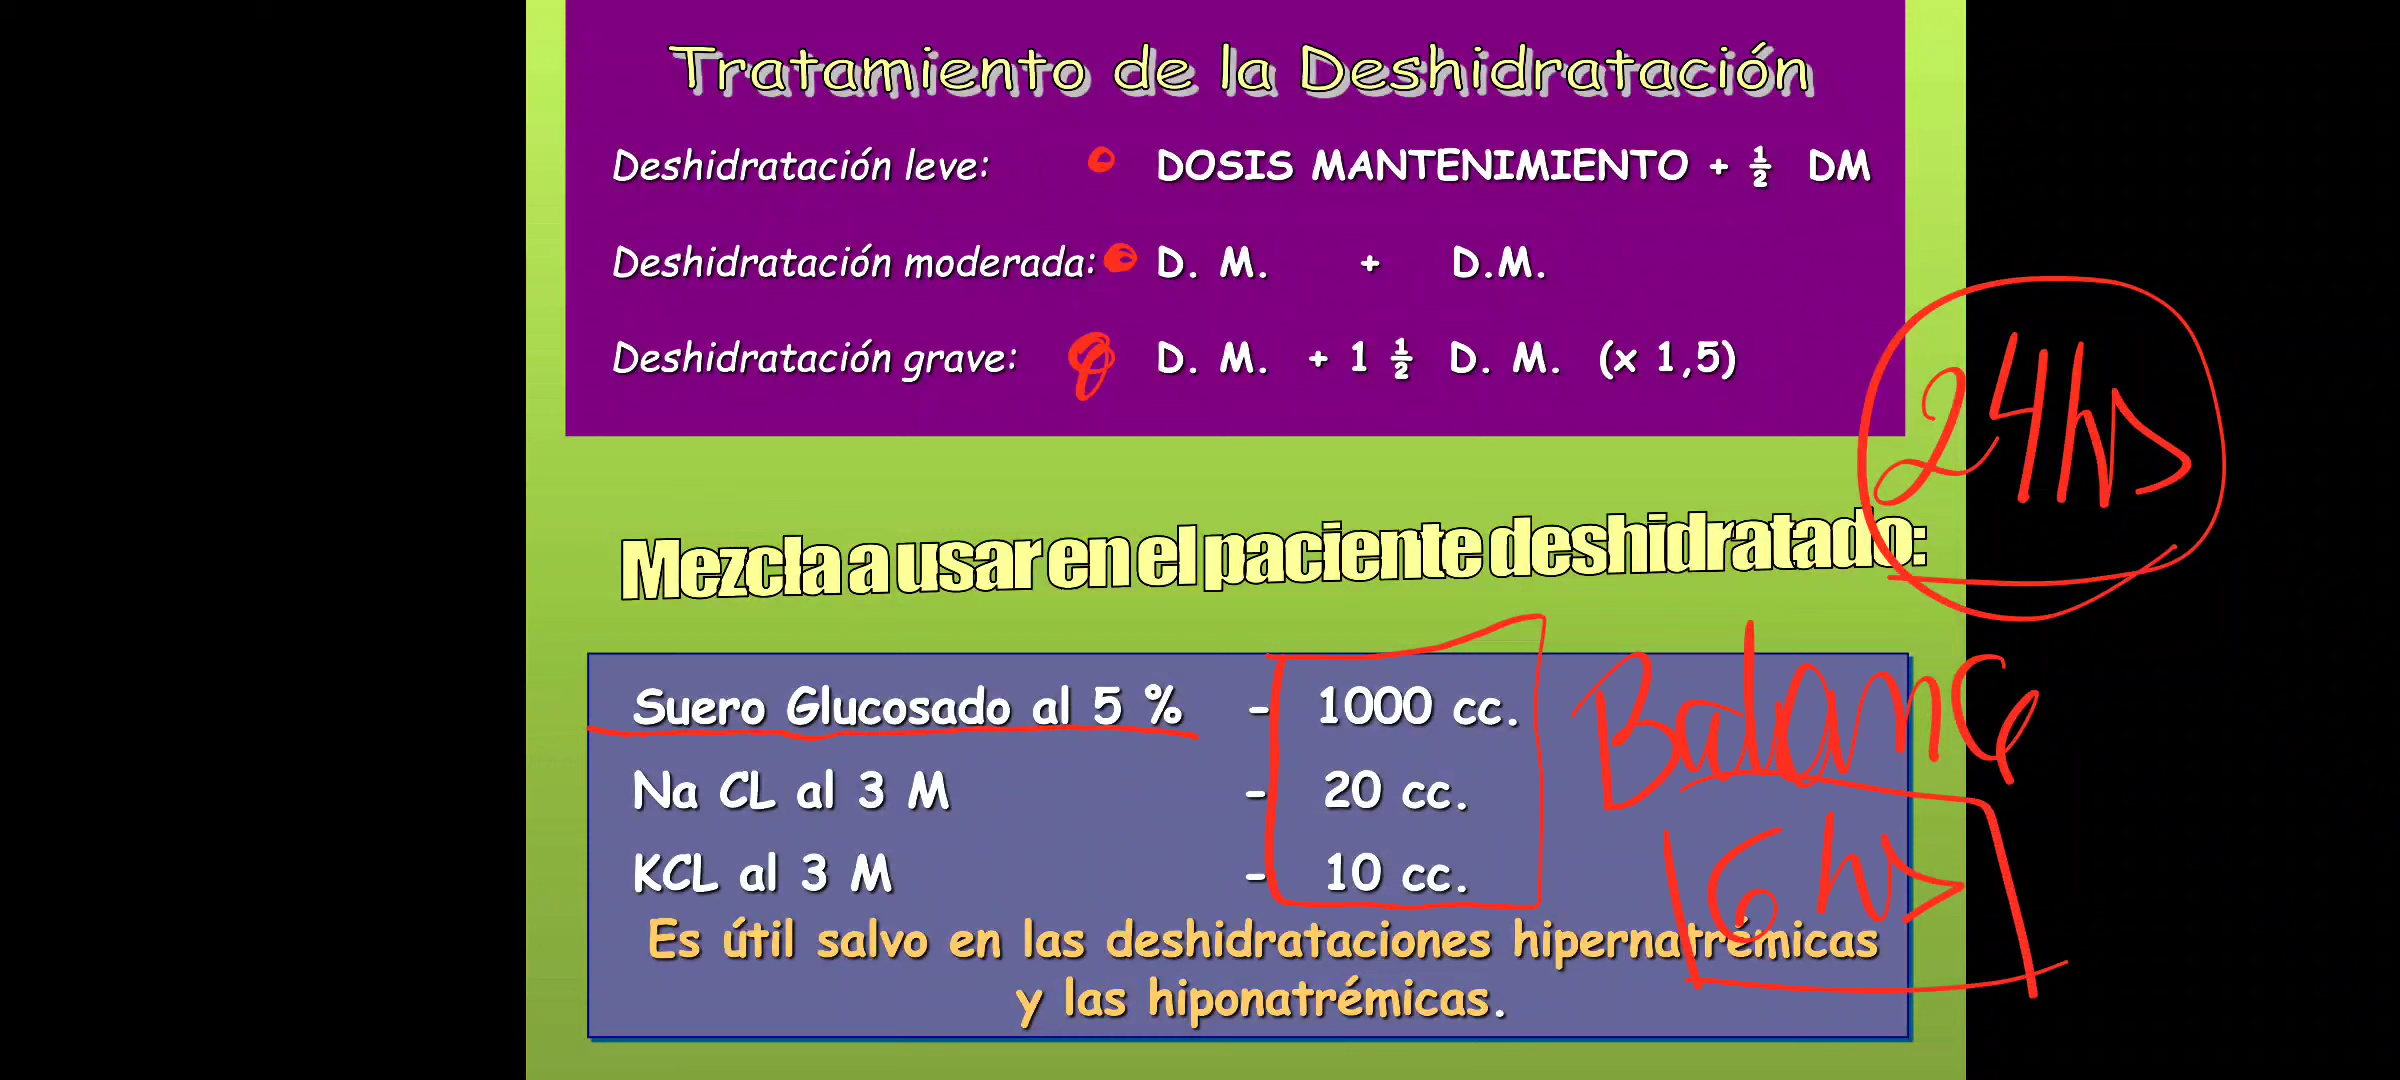 Tratamiento de la Deshidratación
Deshidratación leve: DOSIS MANTENIMIENTO + ½ DM
Deshidratación moderada: D. M. + D.M.
Deshidratación grave: D. M. + 1 ½ D. M. (x 1,5)
24hs
Mezcla a usar en el paciente deshidratado:
Suero Glucosado al 5 % - 1000 cc.
Balance
Na CL al 3 M - 20 cc.
KCL al 3 M - 10 cc.
6 hs
Es útil salvo en las deshidrataciones hipernatrémicas
y las hiponatrémicas.